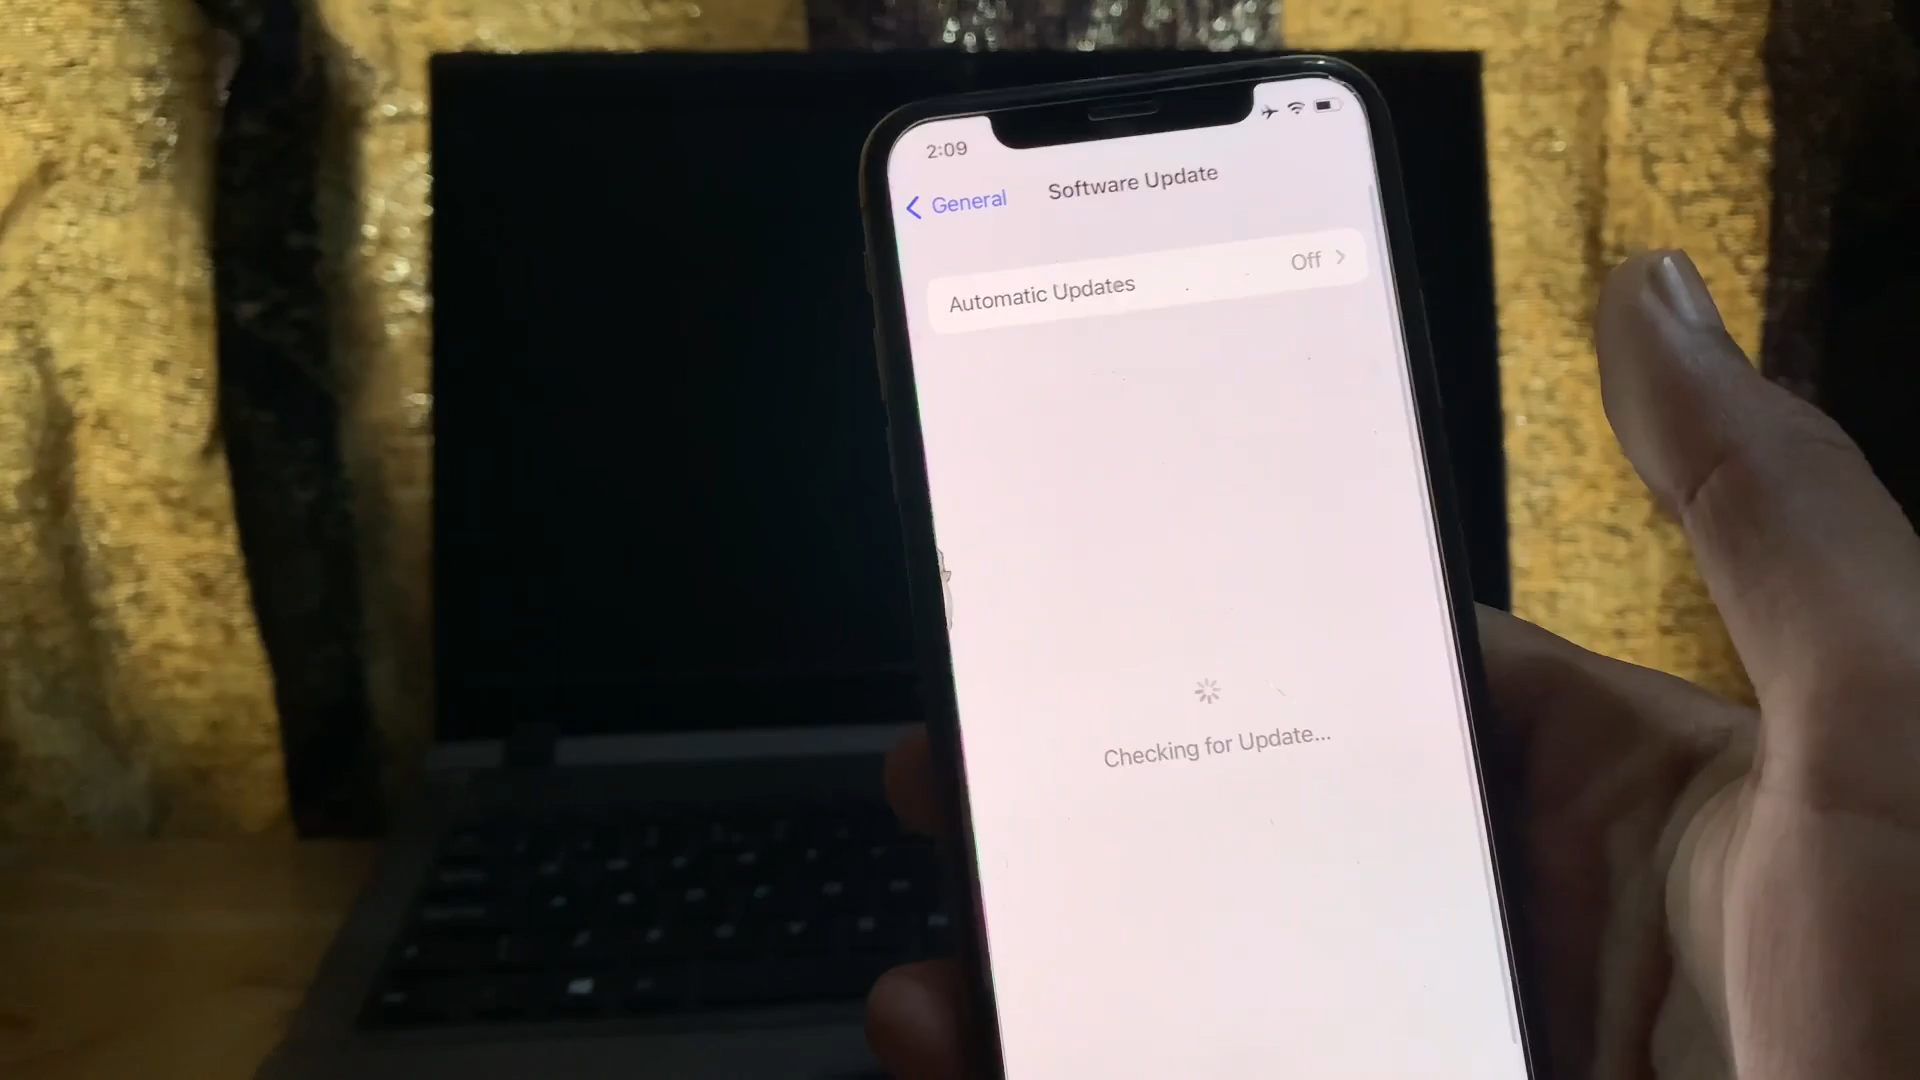 2:09
General
Software Update
Automatic Updates
Off
Checking for Update...